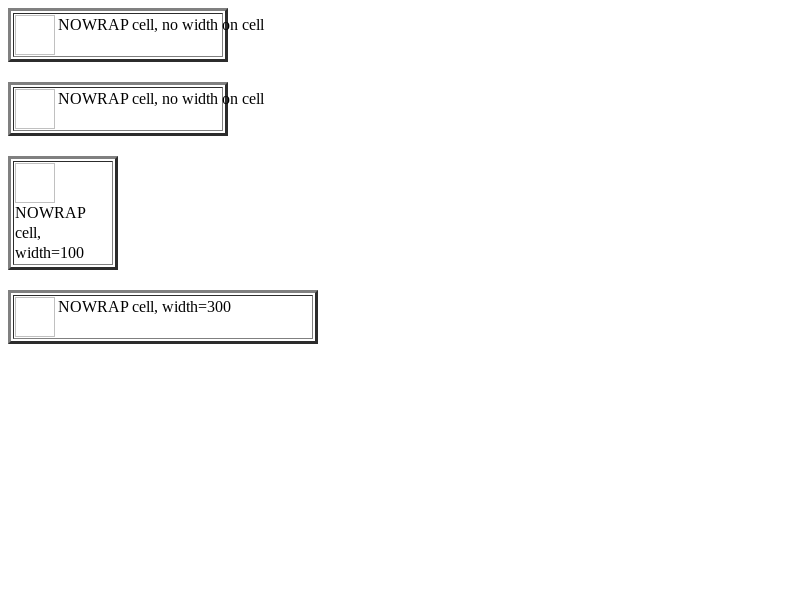 NOWRAP cell, no width on cell
NOWRAP cell, no width on cell
NOWRAP
cell,
width=100
NOWRAP cell, width=300